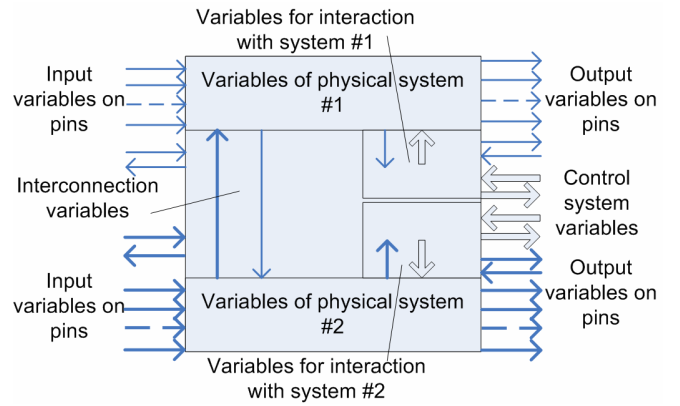 Variables for interaction
with system #1
Input
variables on
pins
Variables of physical system
#1
Output
variables on
pins
Interconnection
variables
Control
system
variables
Input
variables on
pins
Variables of physical system
#2
Output
variables on
pins
Variables for interaction
with system #2